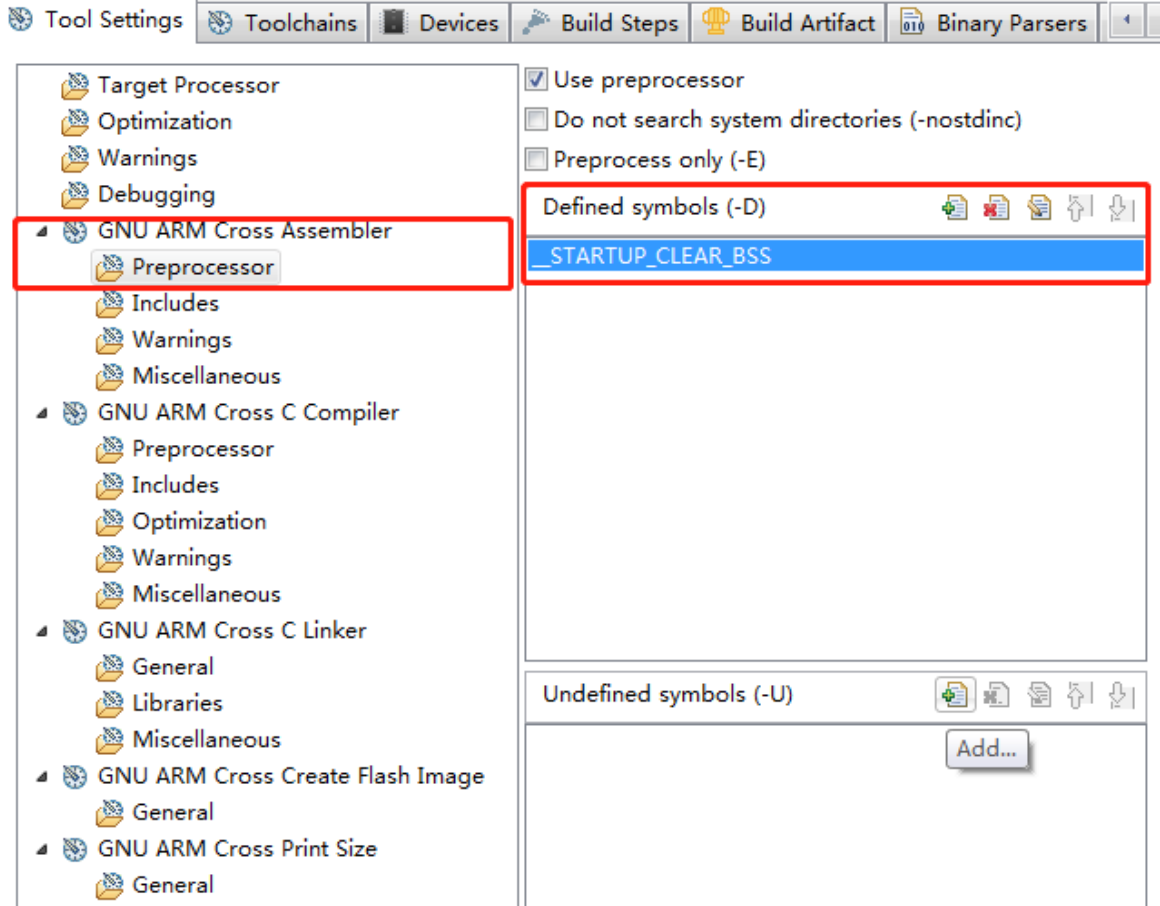 Tool Settings Toolchains Devices Build Steps Build Artifact Binary Parsers
Target Processor
Optimization
Warnings
Debugging
GNU ARM Cross Assembler
Preprocessor
Includes
Warnings
Miscellaneous
GNU ARM Cross C Compiler
Preprocessor
Includes
Optimization
Warnings
Miscellaneous
GNU ARM Cross C Linker
General
Libraries
Miscellaneous
GNU ARM Cross Create Flash Image
General
GNU ARM Cross Print Size
General
Use preprocessor
Do not search system directories (-nostdinc)
Preprocess only (-E)
Defined symbols (-D)
__STARTUP_CLEAR_BSS
Undefined symbols (-U)
Add...